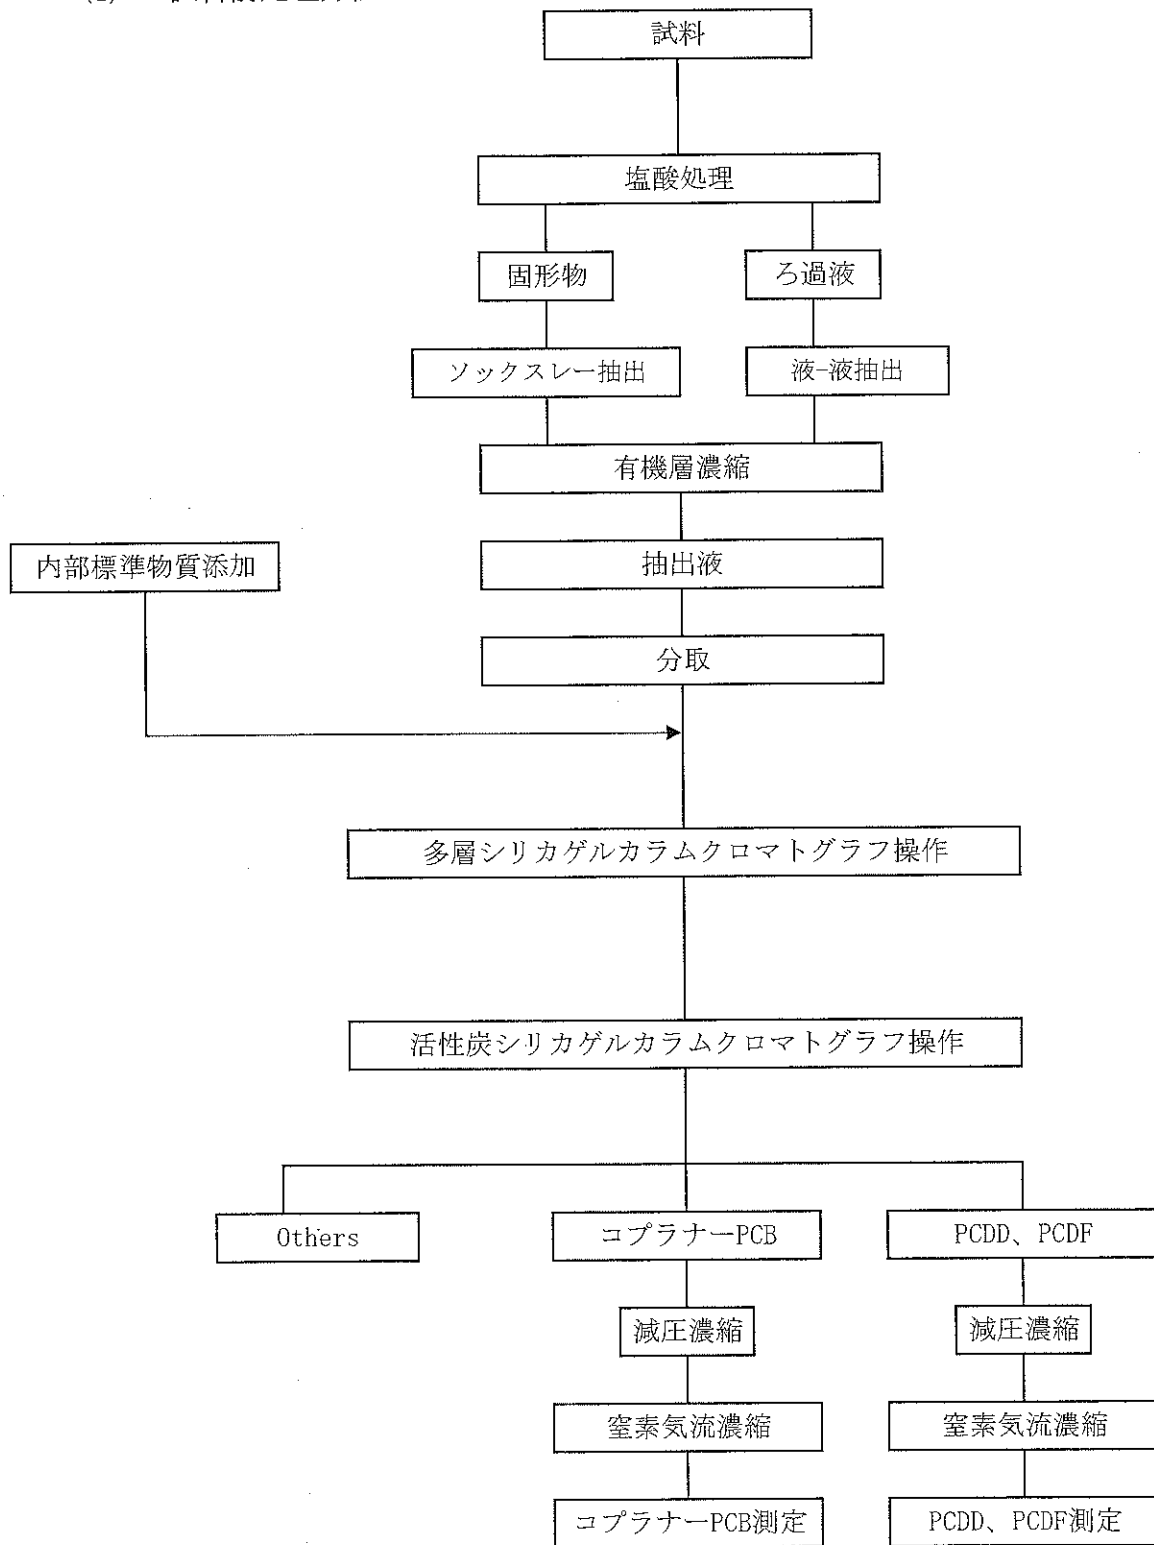 試料
塩酸処理
固形物
ろ過液
ソックスレー抽出
液-液抽出
有機層濃縮
内部標準物質添加
抽出液
分取
多層シリカゲルカラムクロマトグラフ操作
活性炭シリカゲルカラムクロマトグラフ操作
Others
コプラナーPCB
PCDD、PCDF
減圧濃縮
減圧濃縮
窒素気流濃縮
窒素気流濃縮
コプラナーPCB測定
PCDD、PCDF測定